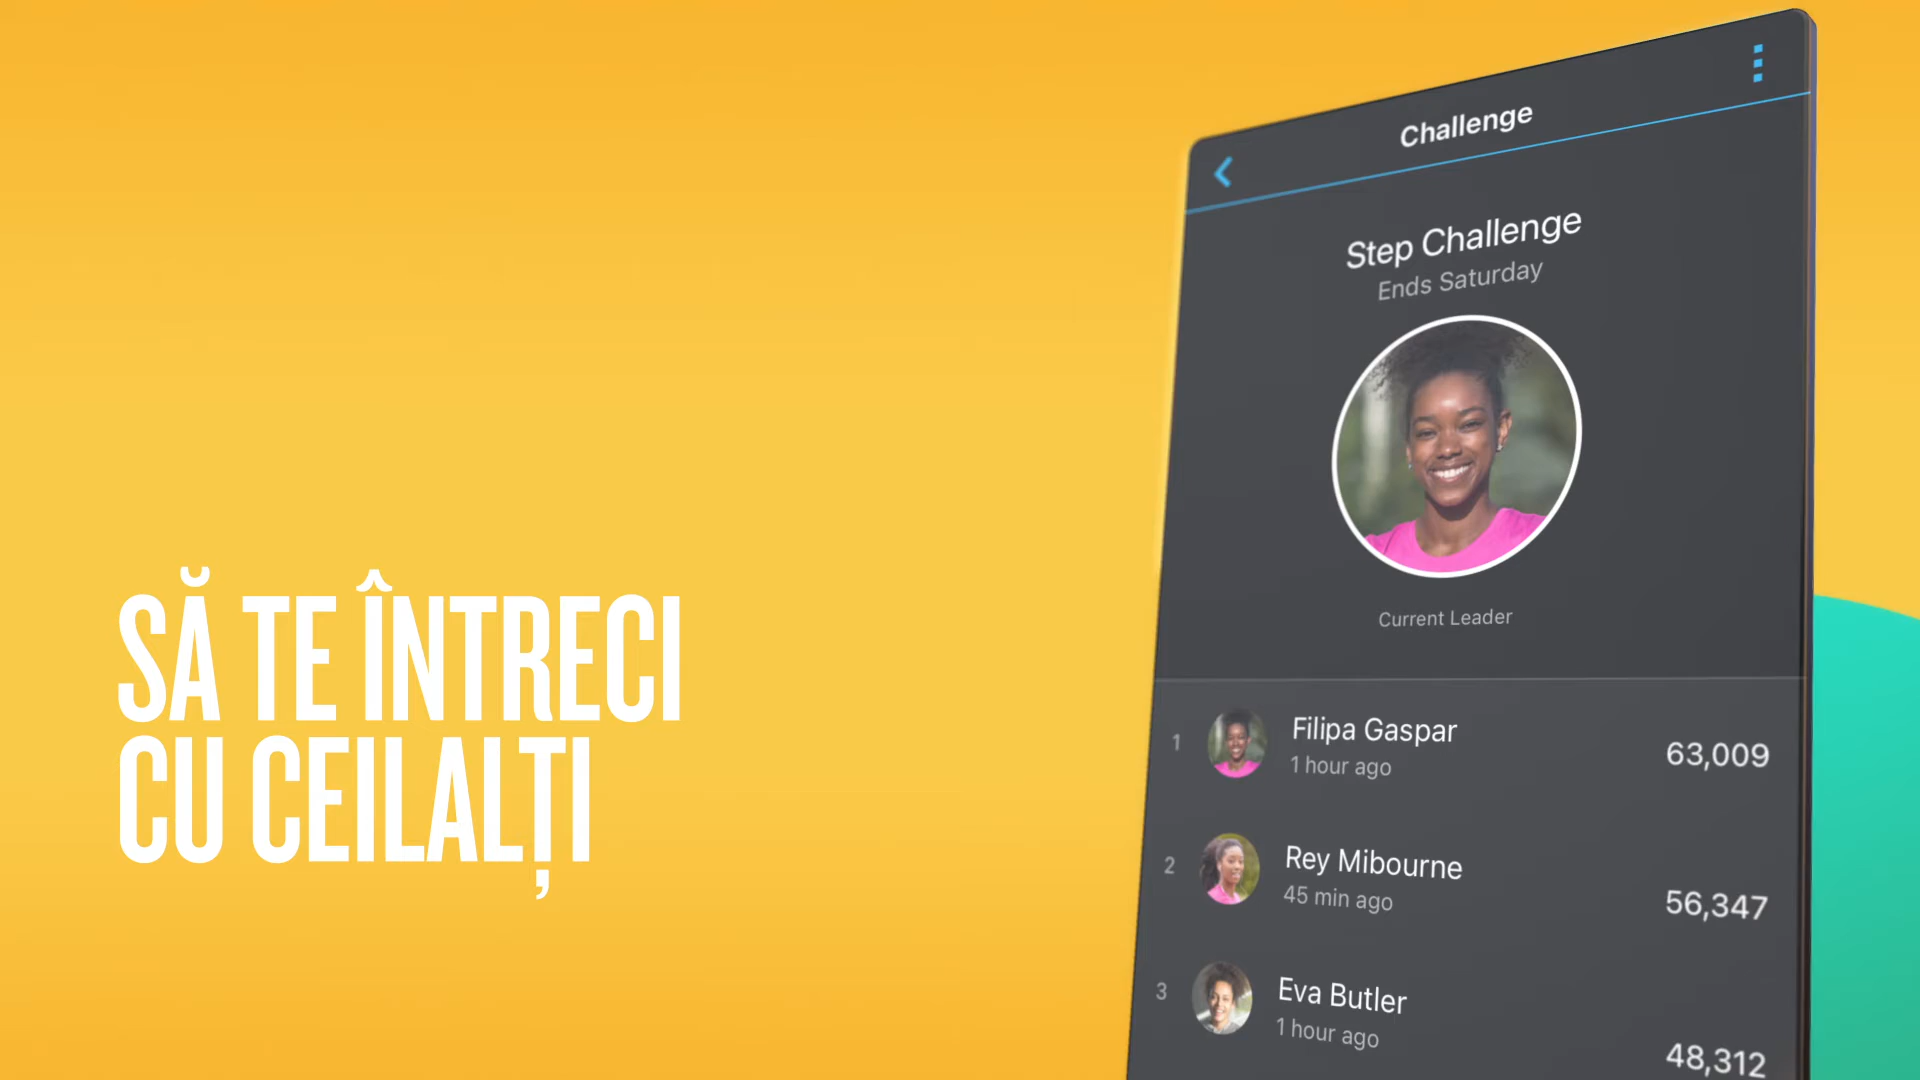 SĂ TE ÎNTRECI
CU CEILALȚI
Challenge
Step Challenge
Ends Saturday
Current Leader
1
Filipa Gaspar
1 hour ago
63,009
2
Rey Mibourne
45 min ago
56,347
3
Eva Butler
1 hour ago
48,312